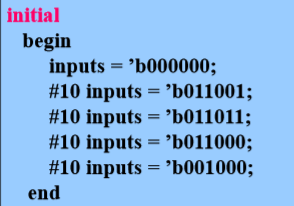 initial
begin
inputs = ’b000000;
#10 inputs = ’b011001;
#10 inputs = ’b011011;
#10 inputs = ’b011000;
#10 inputs = ’b001000;
end